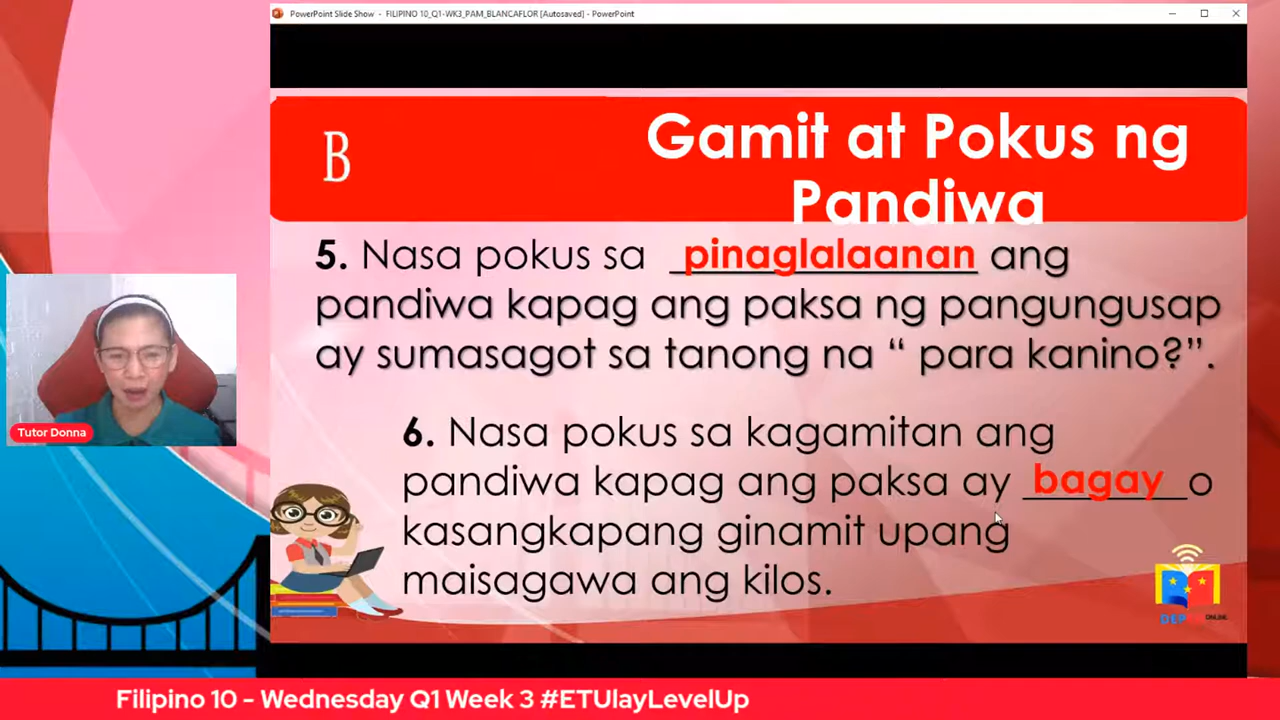 PowerPoint Slide Show - FILIPINO 10_Q1-WK3_PAM_BLANCAFLOR [Autosaved] - PowerPoint
B
Gamit at Pokus ng
Pandiwa
5. Nasa pokus sa pinaglalaanan ang
pandiwa kapag ang paksa ng pangungusap
ay sumasagot sa tanong na “ para kanino?”.
6. Nasa pokus sa kagamitan ang
pandiwa kapag ang paksa ay bagay o
kasangkapang ginamit upang
maisagawa ang kilos.
Tutor Donna
Filipino 10 - Wednesday Q1 Week 3 #ETUlayLevelUp